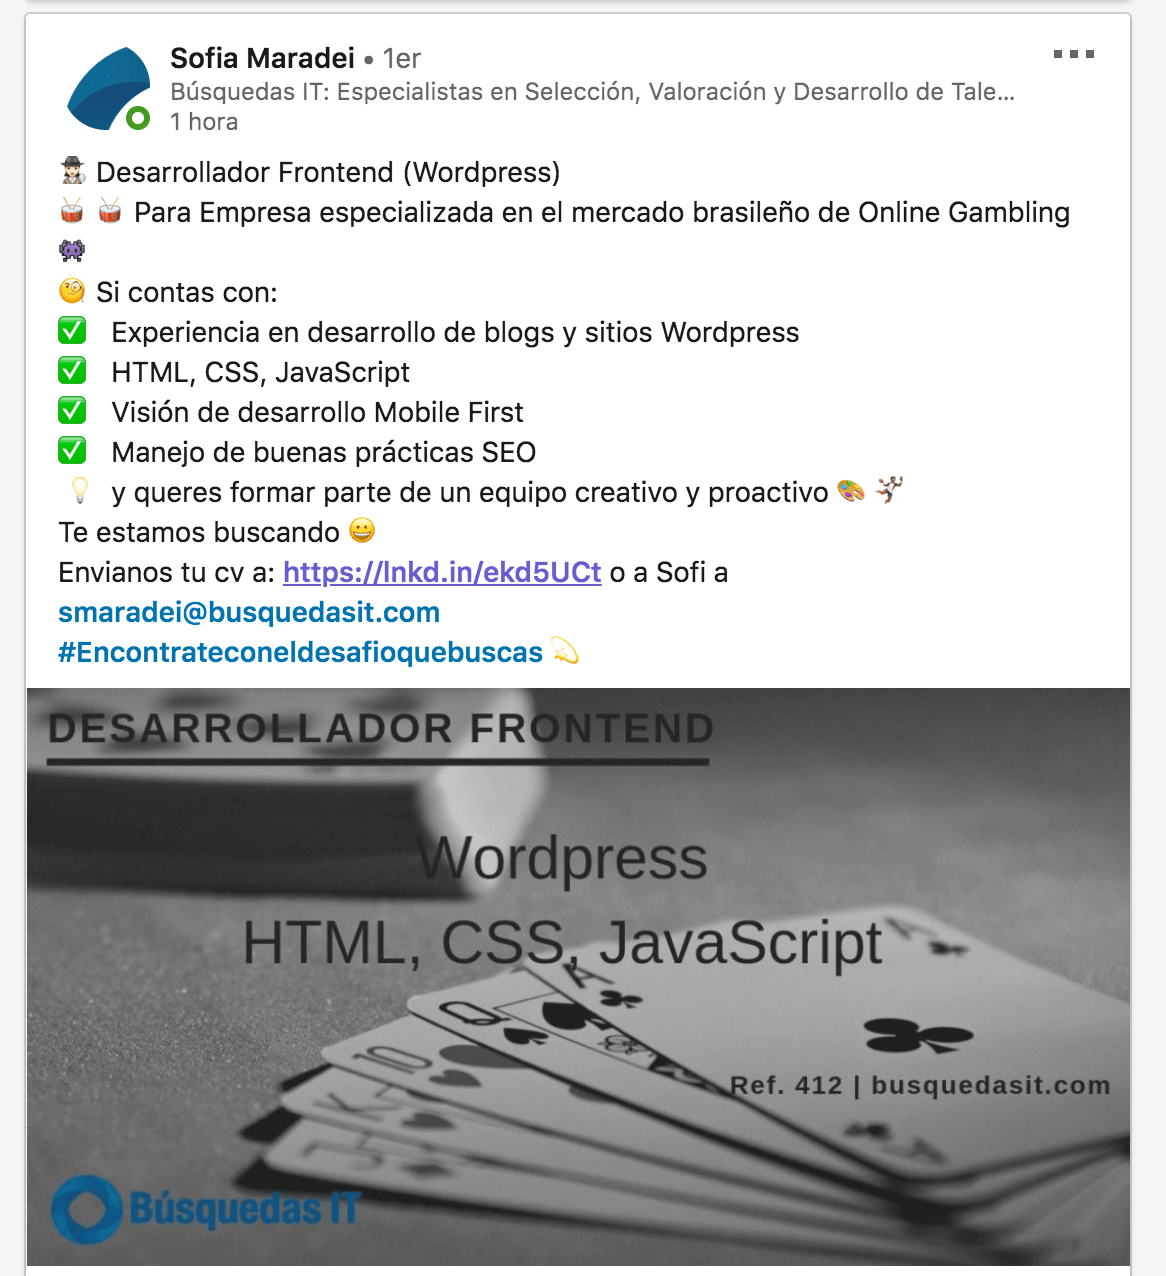 Sofia Maradei • 1er
Búsquedas IT: Especialistas en Selección, Valoración y Desarrollo de Tale...
1 hora
🕵🏻‍♀️ Desarrollador Frontend (Wordpress)
🥁 🥁 Para Empresa especializada en el mercado brasileño de Online Gambling
👾
🧐 Si contas con:
✅ Experiencia en desarrollo de blogs y sitios Wordpress
✅ HTML, CSS, JavaScript
✅ Visión de desarrollo Mobile First
✅ Manejo de buenas prácticas SEO
💡 y queres formar parte de un equipo creativo y proactivo 🎨 🤾🏾‍♂️
Te estamos buscando 😀
Envianos tu cv a: https://lnkd.in/ekd5UCt o a Sofi a
smaradei@busquedasit.com
#Encontrateconeldesafioquebuscas 💫
DESARROLLADOR FRONTEND
Wordpress
HTML, CSS, JavaScript
A
A
Q
10
K
J
Ref. 412 | busquedasit.com
Búsquedas IT